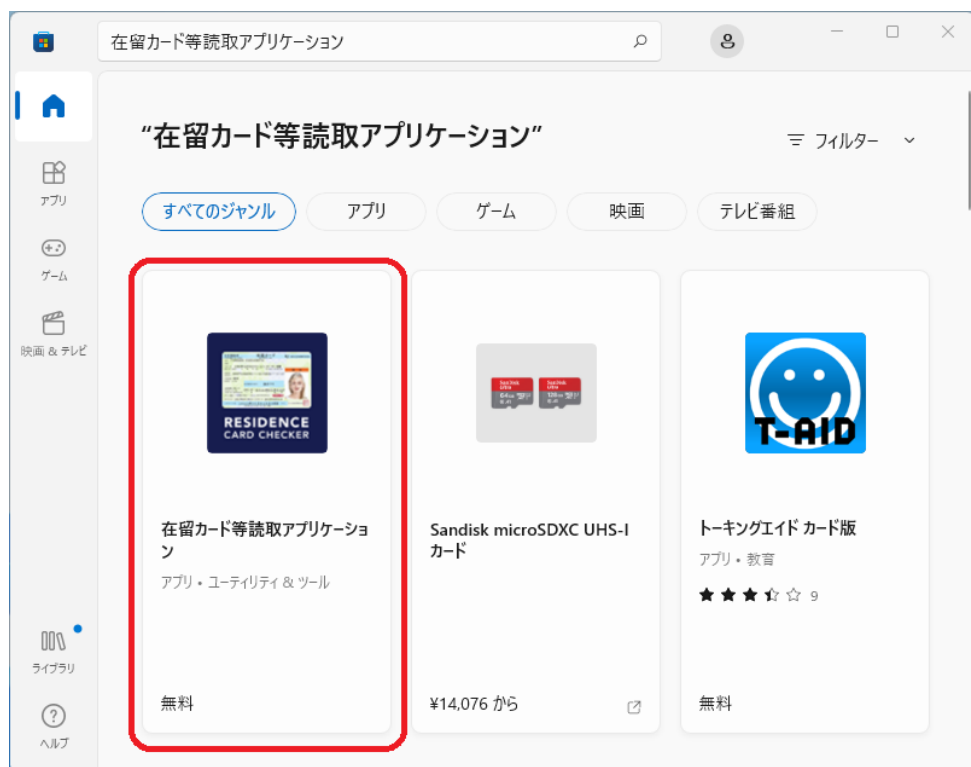 在留カード等読取アプリケーション
“在留カード等読取アプリケーション”
フィルター
すべてのジャンル
アプリ
ゲーム
映画
テレビ番組
アプリ
ゲーム
映画 & テレビ
ライブラリ
ヘルプ
RESIDENCE
CARD CHECKER
在留カード等読取アプリケーショ
ン
アプリ • ユーティリティ & ツール
無料
SanDisk
Ultra
64GB
SanDisk
Ultra
128GB
Sandisk microSDXC UHS-I
カード
¥14,076 から
T-AID
トーキングエイド カード版
アプリ • 教育
9
無料